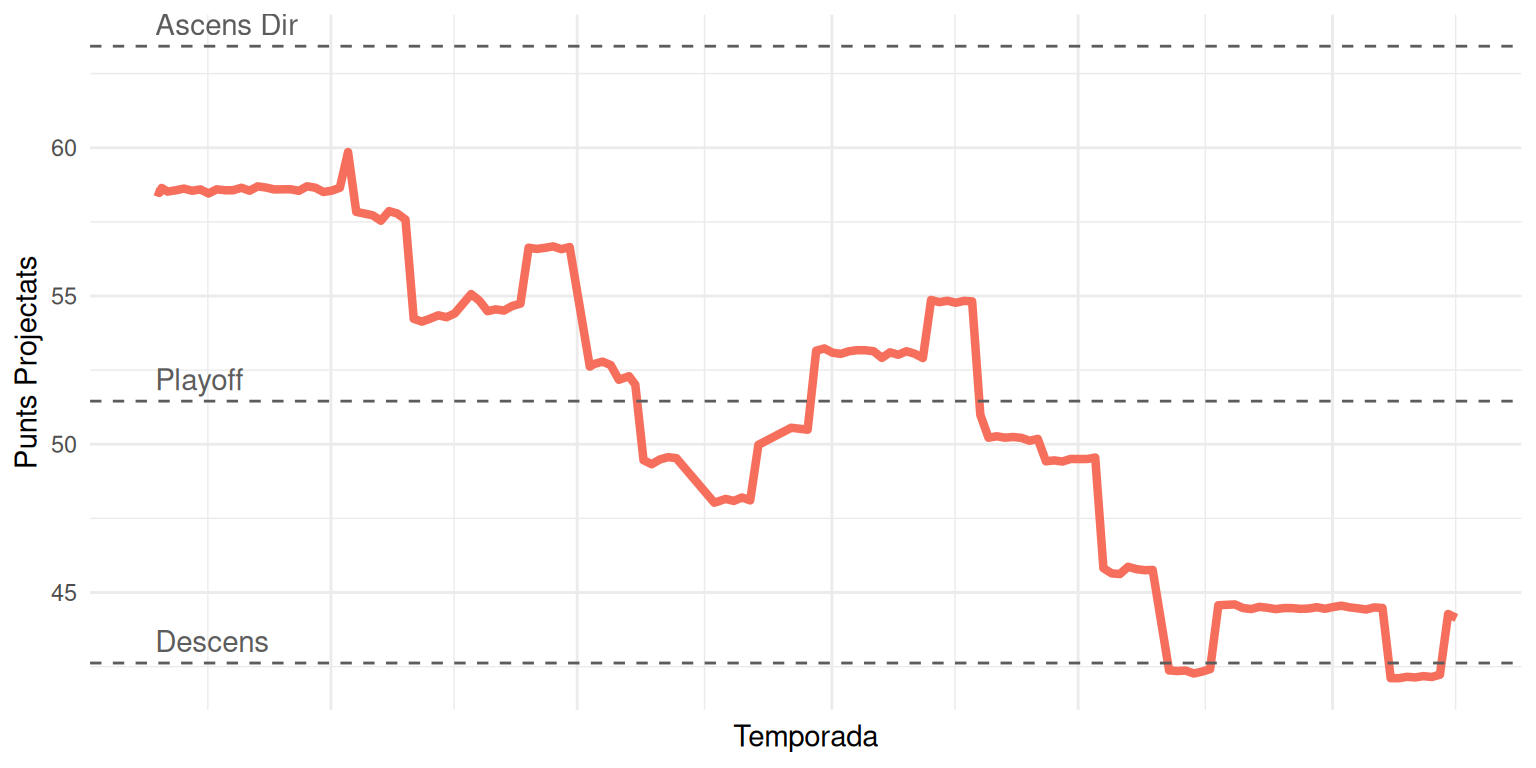 Ascens Dir
60
55
Playoff
50
45
Descens
Punts Projectats
Temporada